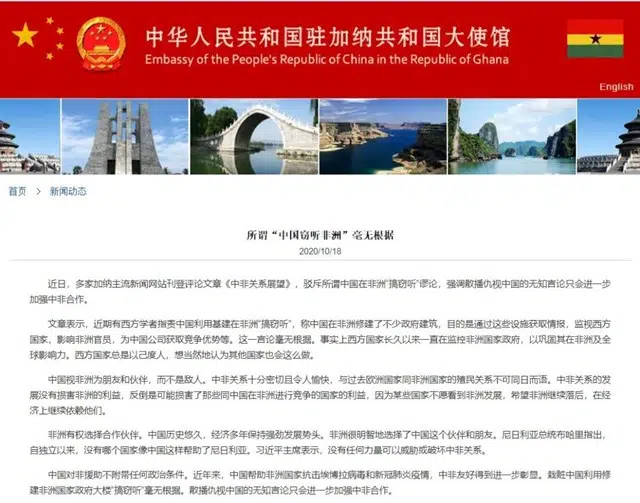 中华人民共和国驻加纳共和国大使馆
Embassy of the People's Republic of China in the Republic of Ghana
English
首页 > 新闻动态
所谓“中国窃听非洲”毫无根据
2020/10/18
近日，多家加纳主流新闻网站刊登评论文章《中非关系展望》，驳斥所谓中国在非洲“搞窃听”谬论，强调散播仇视中国的无知言论只会进一步
加强中非合作。
文章表示，近期有西方学者指责中国利用基建在非洲“搞窃听”，称中国在非洲修建了不少政府建筑，目的是通过这些设施获取情报，监视西方
国家，影响非洲官员，为中国公司获取竞争优势等。这一言论毫无根据。事实上西方国家长久以来一直在监控非洲国家政府，以巩固其在非洲及全
球影响力。西方国家总是以己度人，想当然地认为其他国家也会这么做。
中国视非洲为朋友和伙伴，而不是敌人。中非关系十分密切且令人愉快，与过去欧洲国家同非洲国家的殖民关系不可同日而语。中非关系的发
展没有损害非洲的利益，反倒是可能损害了那些同中国在非洲进行竞争的国家的利益，因为某些国家不愿看到非洲发展，希望非洲继续落后，在经
济上继续依赖他们。
非洲有权选择合作伙伴。中国历史悠久，经济多年保持强劲发展势头。非洲很明智地选择了中国这个伙伴和朋友。尼日利亚总统布哈里指出，
自独立以来，没有哪个国家像中国这样帮助了尼日利亚。习近平主席表示，没有任何力量可以威胁或破坏中非关系。
中国对非援助不附带任何政治条件。近年来，中国帮助非洲国家抗击埃博拉病毒和新冠肺炎疫情，中非友好得到进一步彰显。栽赃中国利用修
建非洲国家政府大楼“搞窃听”毫无根据。散播仇视中国的无知言论只会进一步加强中非合作。